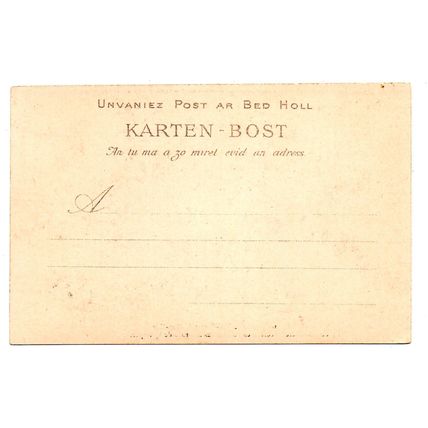 UNVANIEZ POST AR BED HOLL
KARTEN-BOST
An tu ma a zo miret evid an adress.
A